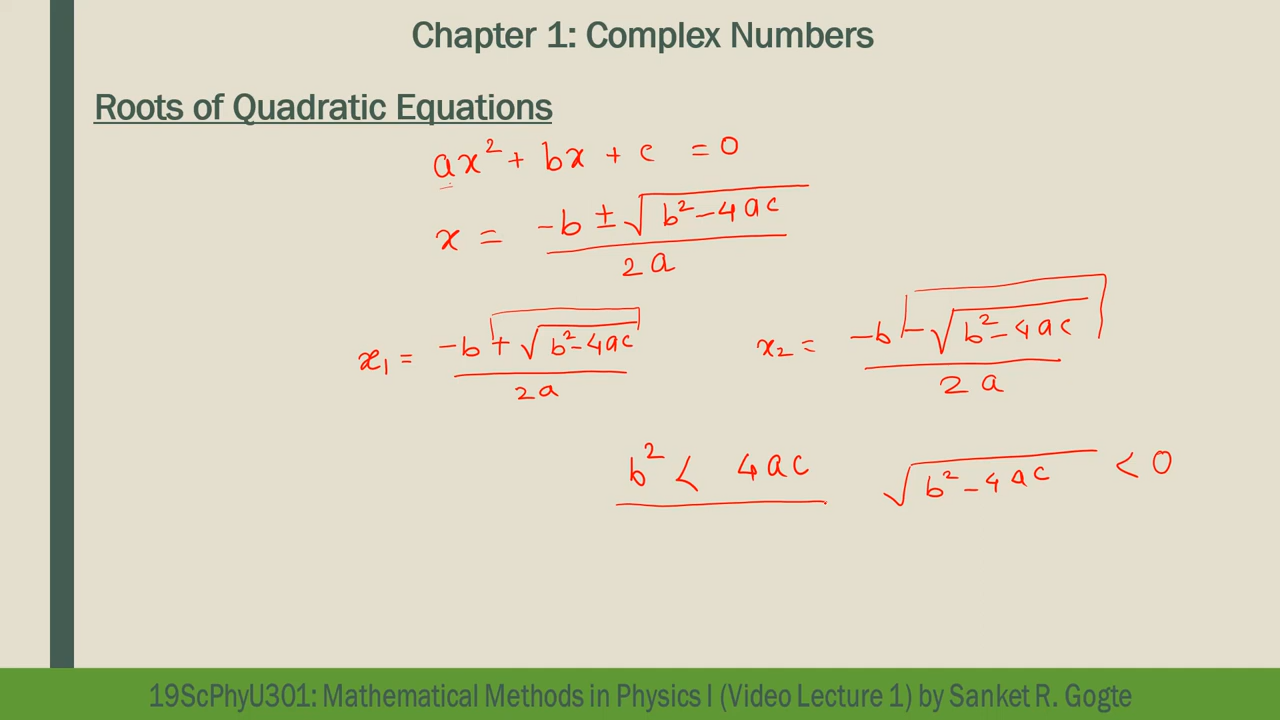 Chapter 1: Complex Numbers
Roots of Quadratic Equations
ax² + bx + c = 0
x = (-b ± √(b² - 4ac)) / 2a
x₁ = (-b + √(b² - 4ac)) / 2a x₂ = (-b - √(b² - 4ac)) / 2a
b² < 4ac √(b² - 4ac) < 0
19ScPhyU301: Mathematical Methods in Physics I (Video Lecture 1) by Sanket R. Gogte